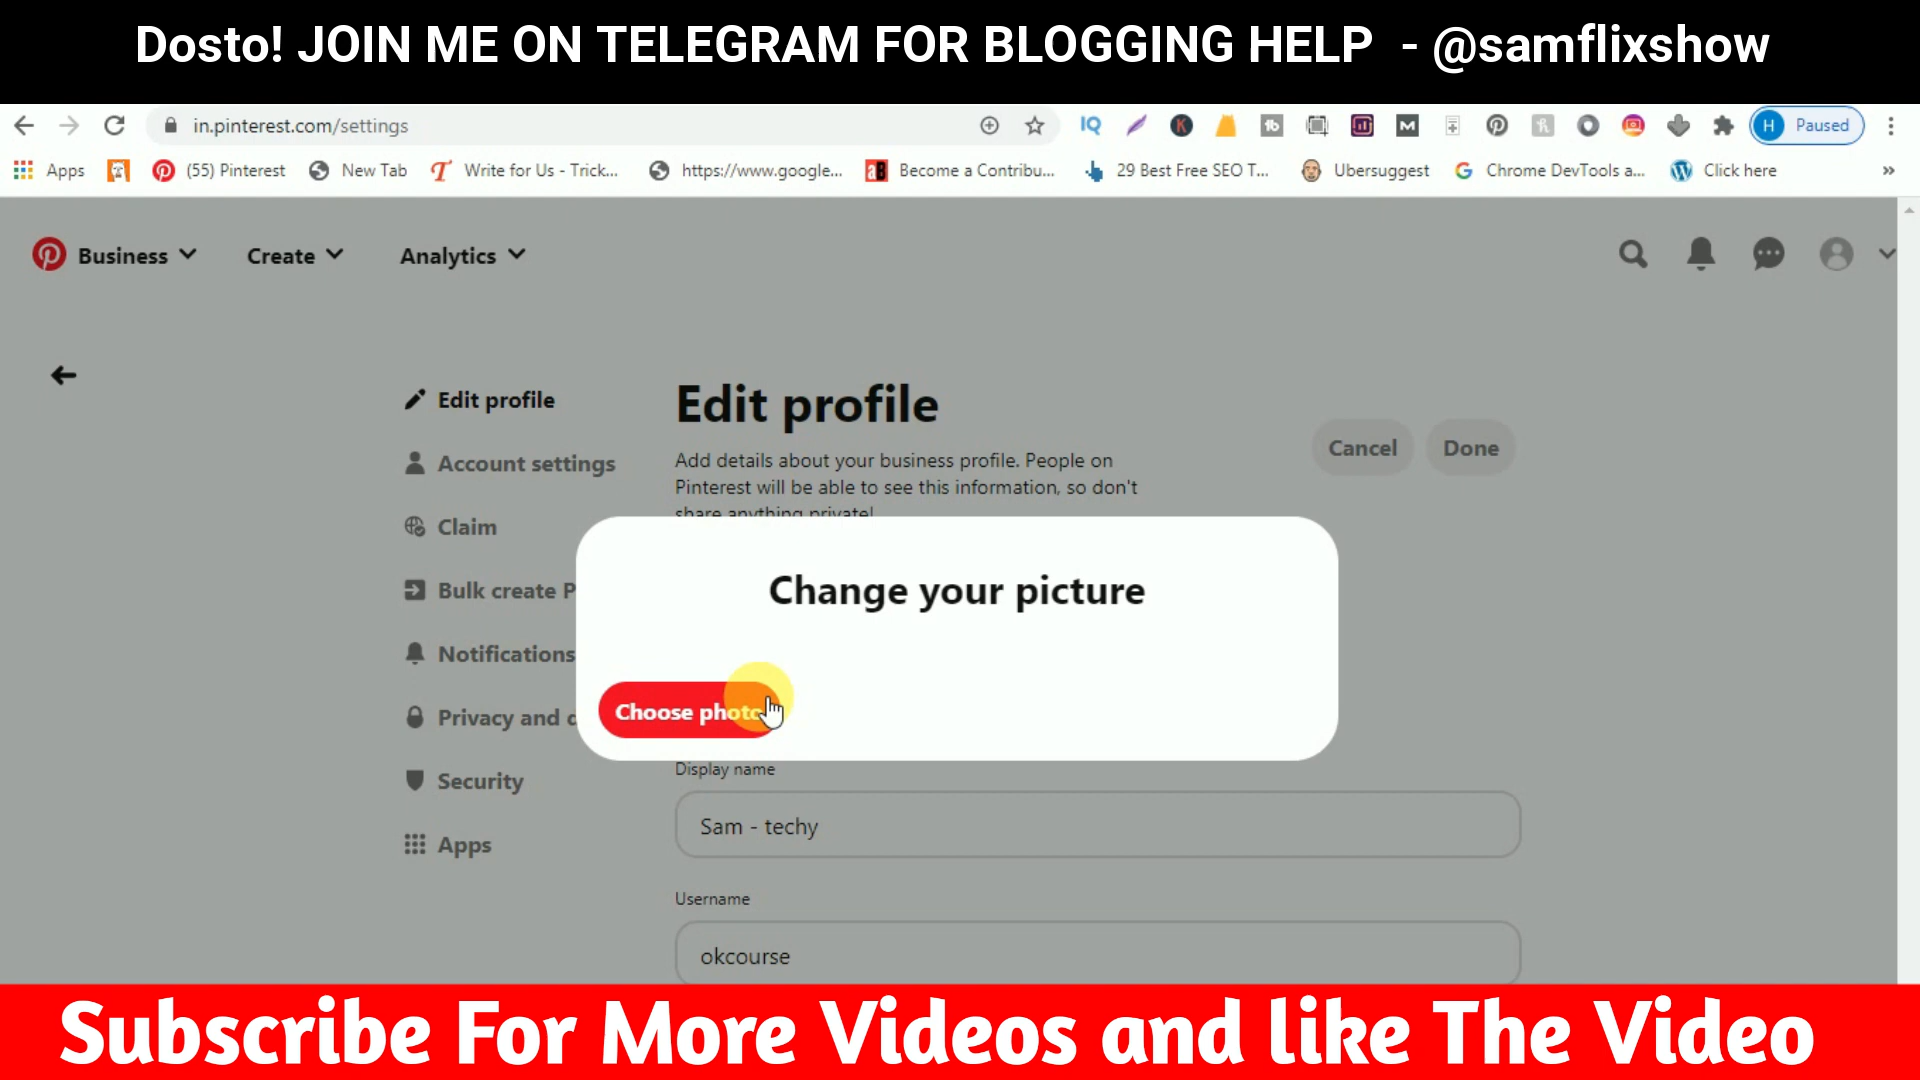 Dosto! JOIN ME ON TELEGRAM FOR BLOGGING HELP - @samflixshow
in.pinterest.com/settings
IQ
K
M
H Paused
Apps
(55) Pinterest
New Tab
Write for Us - Trick...
https://www.google...
Become a Contribu...
29 Best Free SEO T...
Ubersuggest
Chrome DevTools a...
Click here
»
Business
Create
Analytics
Edit profile
Account settings
Claim
Bulk create P
Notifications
Privacy and d
Security
Apps
Edit profile
Cancel
Done
Add details about your business profile. People on
Pinterest will be able to see this information, so don't
share anything private!
Change your picture
Choose photo
Display name
Sam - techy
Username
okcourse
Subscribe For More Videos and like The Video